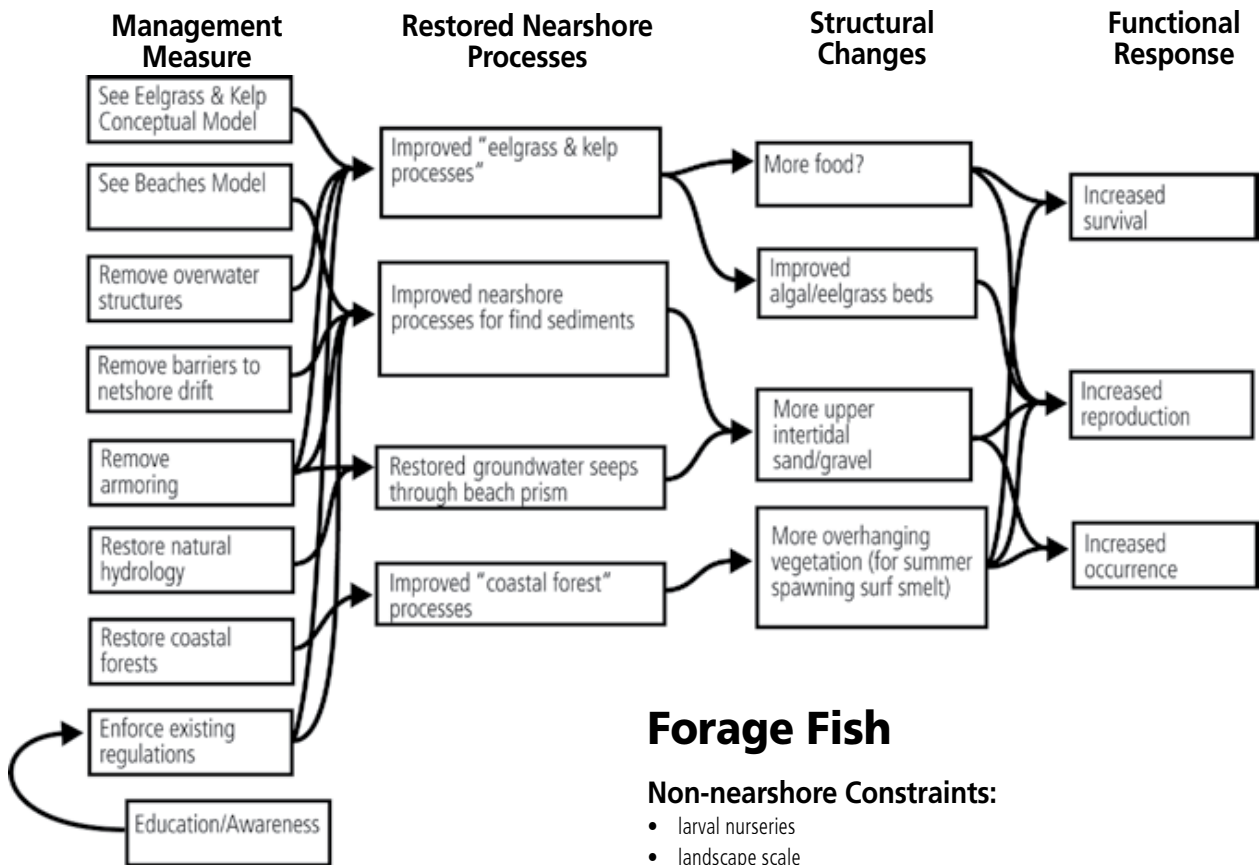 Management
Measure
Restored Nearshore
Processes
Structural
Changes
Functional
Response
See Eelgrass & Kelp
Conceptual Model
See Beaches Model
Remove overwater
structures
Remove barriers to
netshore drift
Remove
armoring
Restore natural
hydrology
Restore coastal
forests
Enforce existing
regulations
Education/Awareness
Improved "eelgrass & kelp
processes"
Improved nearshore
processes for find sediments
Restored groundwater seeps
through beach prism
Improved "coastal forest"
processes
More food?
Improved
algal/eelgrass beds
More upper
intertidal
sand/gravel
More overhanging
vegetation (for summer
spawning surf smelt)
Increased
survival
Increased
reproduction
Increased
occurrence
Forage Fish
Non-nearshore Constraints:
• larval nurseries
• landscape scale